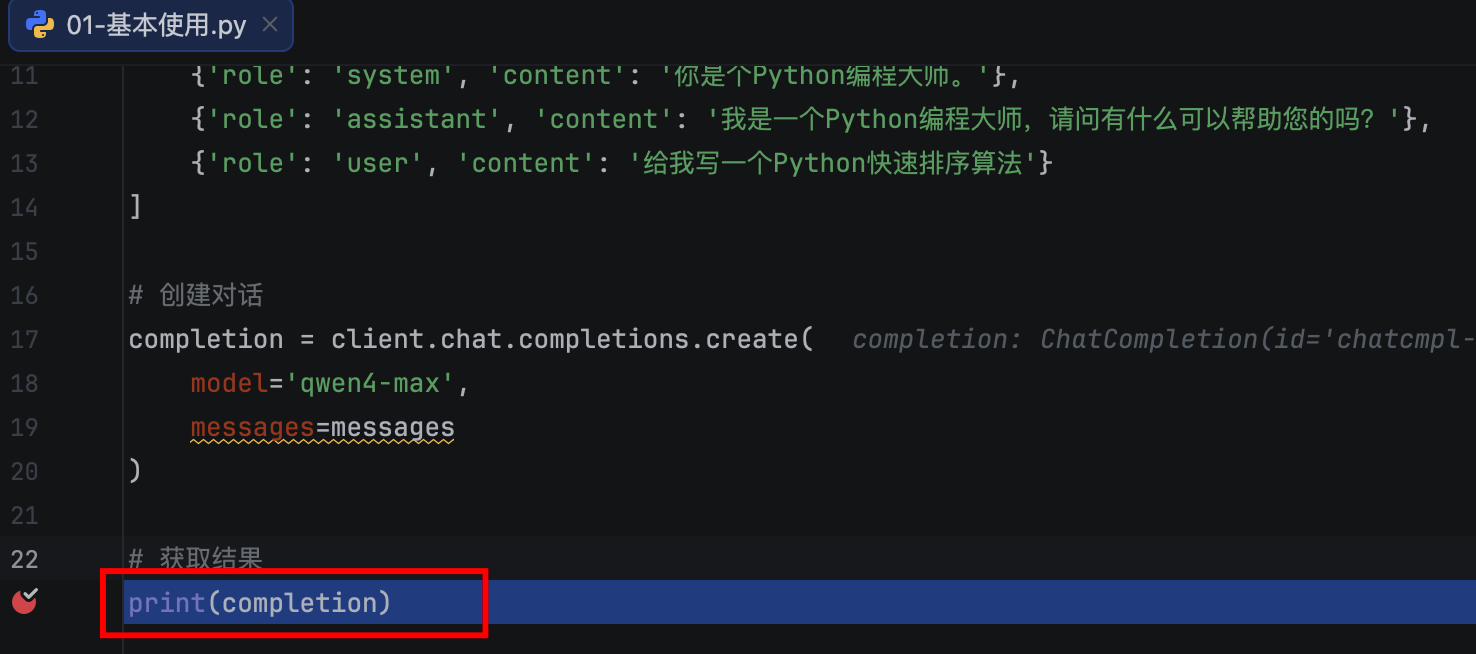 01-基本使用.py
11 {'role': 'system', 'content': '你是个Python编程大师。'},
12 {'role': 'assistant', 'content': '我是一个Python编程大师，请问有什么可以帮助您的吗？'},
13 {'role': 'user', 'content': '给我写一个Python快速排序算法'}
14 ]
15
16 # 创建对话
17 completion = client.chat.completions.create( completion: ChatCompletion(id='chatcmpl-
18 model='qwen4-max',
19 messages=messages
20 )
21
22 # 获取结果
print(completion)